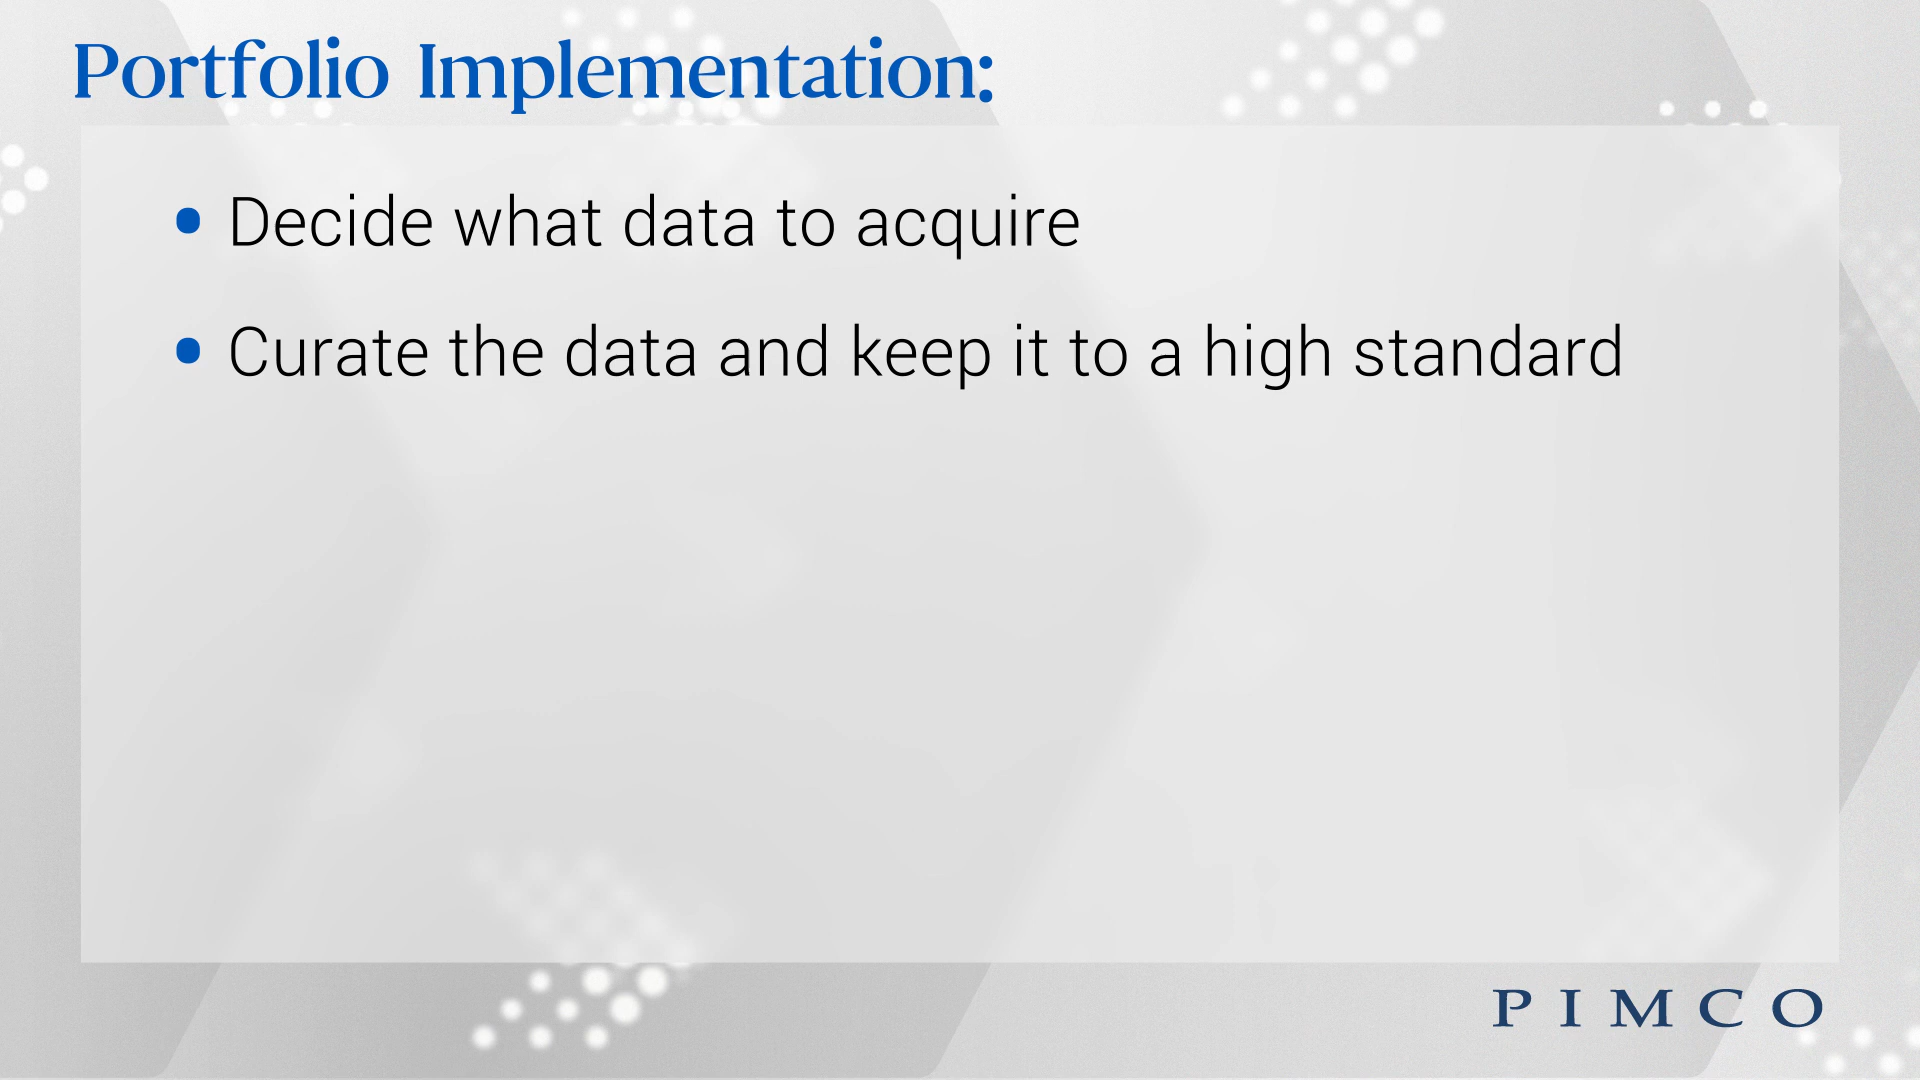 Portfolio Implementation:
• Decide what data to acquire
• Curate the data and keep it to a high standard
PIMCO